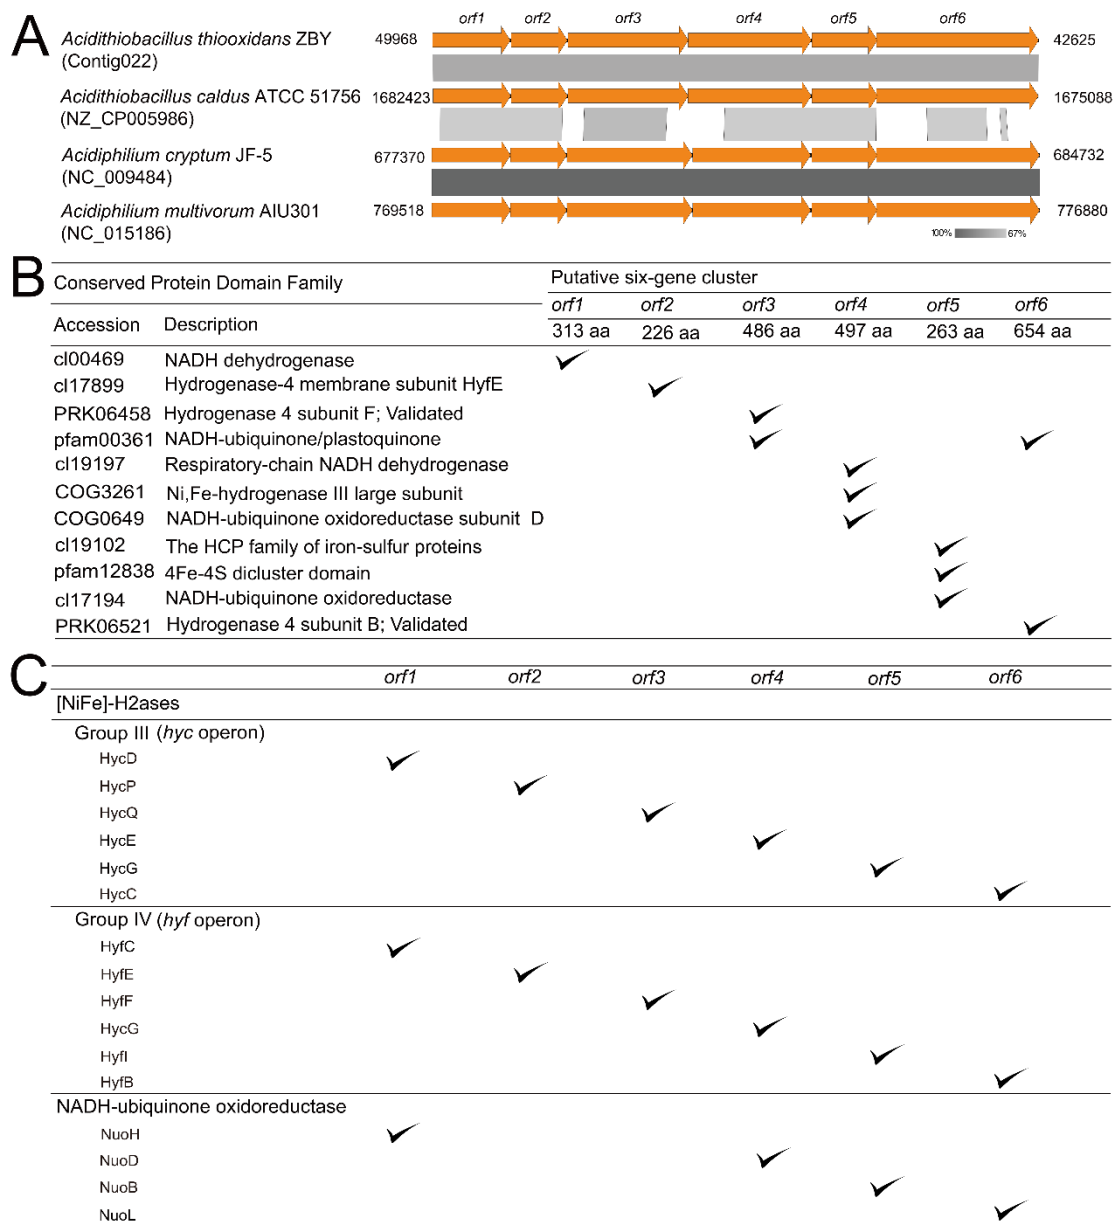 A
orf1 orf2 orf3 orf4 orf5 orf6
Acidithiobacillus thiooxidans ZBY 49968 42625
(Contig022)
Acidithiobacillus caldus ATCC 51756 1682423 1675088
(NZ_CP005986)
Acidiphilium cryptum JF-5 677370 684732
(NC_009484)
Acidiphilium multivorum AIU301 769518 776880
(NC_015186)
100% 67%
B
Conserved Protein Domain Family Putative six-gene cluster
orf1 orf2 orf3 orf4 orf5 orf6
Accession Description 313 aa 226 aa 486 aa 497 aa 263 aa 654 aa
cl00469 NADH dehydrogenase
cl17899 Hydrogenase-4 membrane subunit HyfE
PRK06458 Hydrogenase 4 subunit F; Validated
pfam00361 NADH-ubiquinone/plastoquinone
cl19197 Respiratory-chain NADH dehydrogenase
COG3261 Ni,Fe-hydrogenase III large subunit
COG0649 NADH-ubiquinone oxidoreductase subunit D
cl19102 The HCP family of iron-sulfur proteins
pfam12838 4Fe-4S dicluster domain
cl17194 NADH-ubiquinone oxidoreductase
PRK06521 Hydrogenase 4 subunit B; Validated
C
orf1 orf2 orf3 orf4 orf5 orf6
[NiFe]-H2ases
Group III (hyc operon)
HycD
HycP
HycQ
HycE
HycG
HycC
Group IV (hyf operon)
HyfC
HyfE
HyfF
HycG
HyfI
HyfB
NADH-ubiquinone oxidoreductase
NuoH
NuoD
NuoB
NuoL